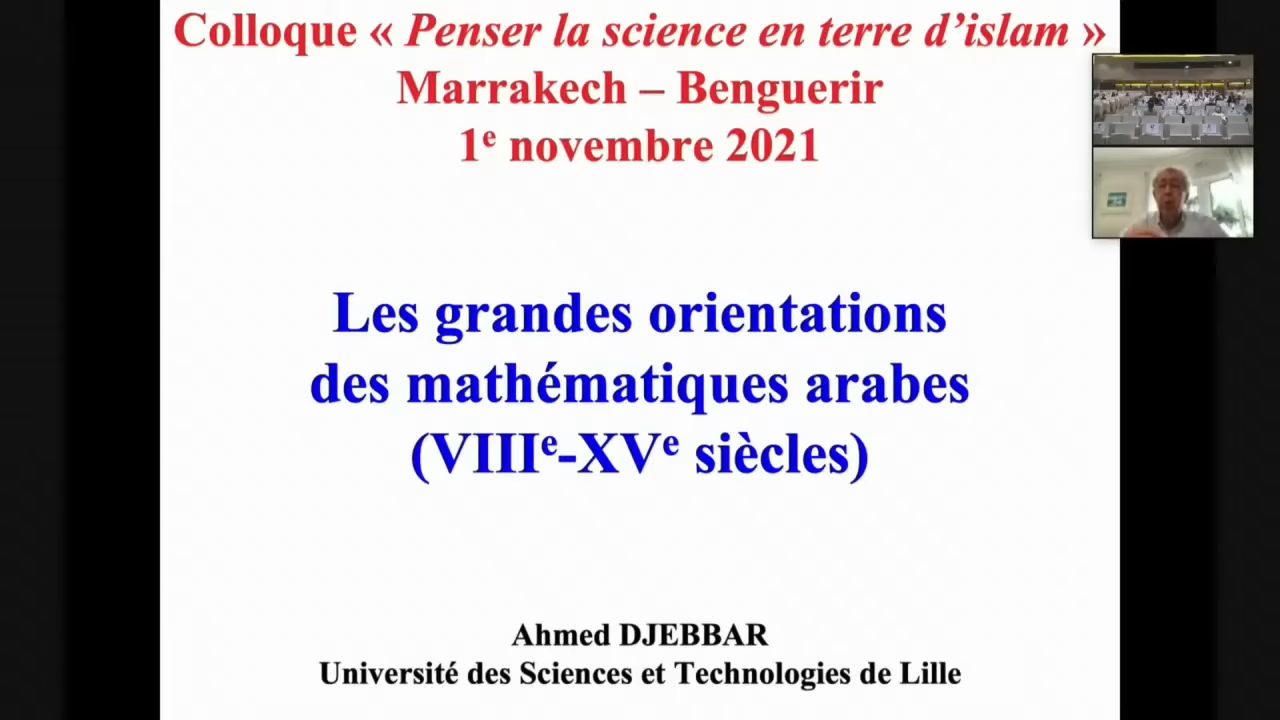 Colloque « Penser la science en terre d’islam »
Marrakech – Benguerir
1e novembre 2021
Les grandes orientations
des mathématiques arabes
(VIIIe-XVe siècles)
Ahmed DJEBBAR
Université des Sciences et Technologies de Lille